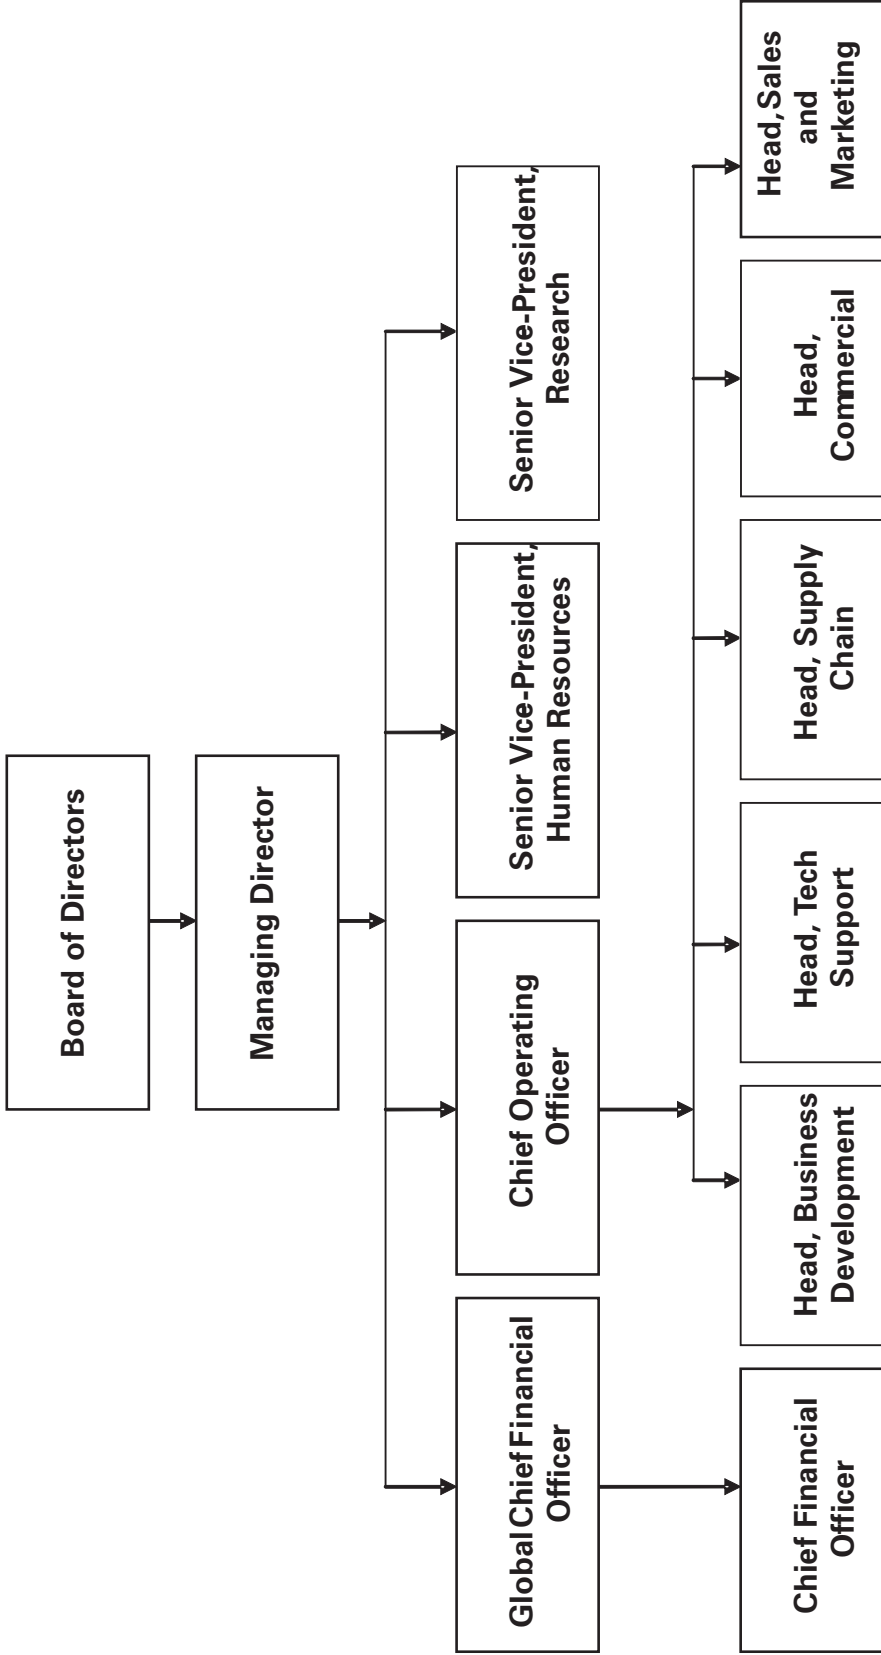 Board of Directors
Managing Director
Global Chief Financial
Officer
Chief Operating
Officer
Senior Vice-President,
Human Resources
Senior Vice-President,
Research
Chief Financial
Officer
Head, Business
Development
Head, Tech
Support
Head, Supply
Chain
Head,
Commercial
Head, Sales
and
Marketing